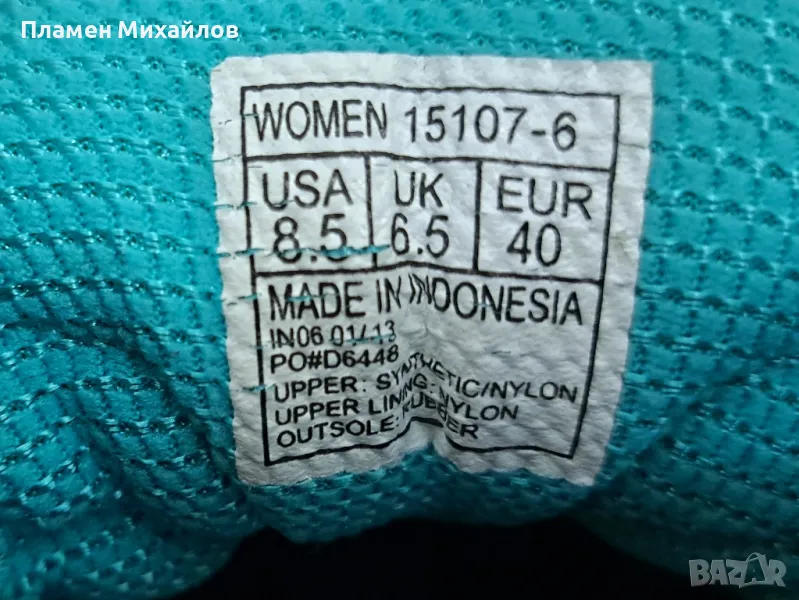 Пламен Михайлов
WOMEN 15107-6
USA UK EUR
8.5 6.5 40
MADE IN INDONESIA
IN06 01/13
PO#D6448
UPPER: SYNTHETIC/NYLON
UPPER LINING: NYLON
OUTSOLE: RUBBER
BAZAR